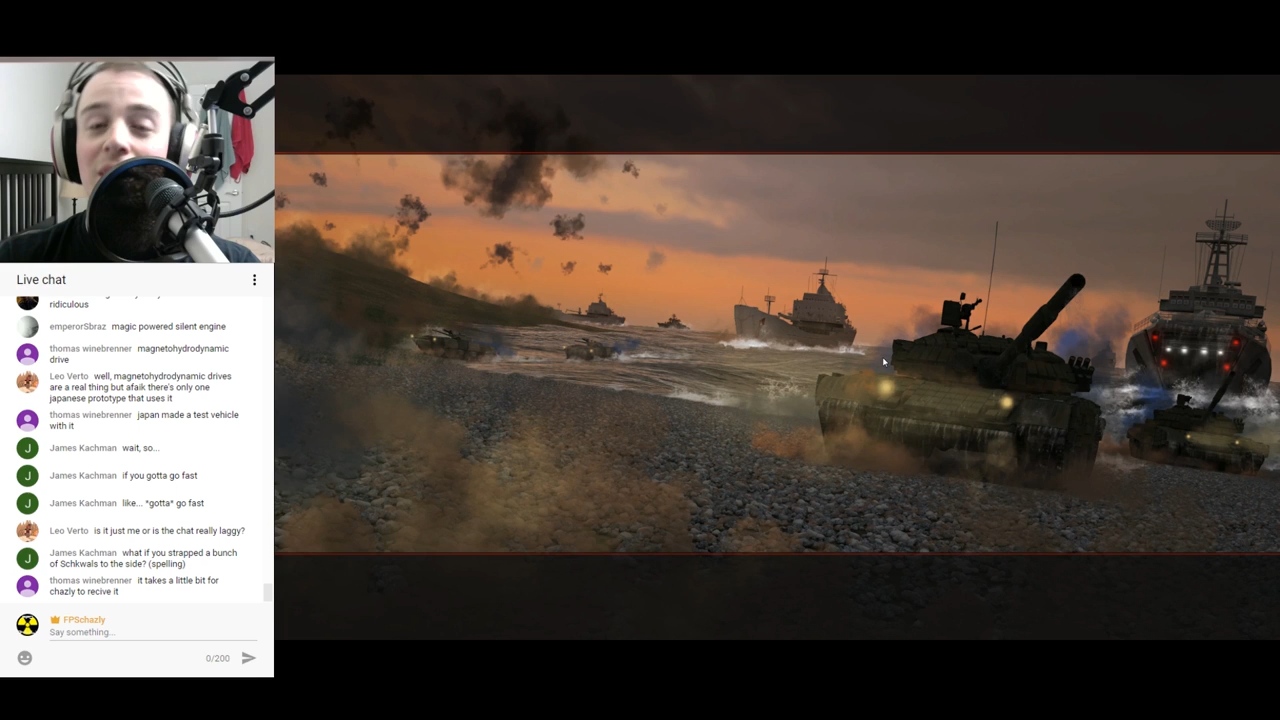 Live chat
ridiculous
emperorSbraz magic powered silent engine
thomas winebrenner magnetohydrodynamic
drive
Leo Verto well, magnetohydrodynamic drives
are a real thing but afaik there's only one
japanese prototype that uses it
thomas winebrenner japan made a test vehicle
with it
James Kachman wait, so...
James Kachman if you gotta go fast
James Kachman like... *gotta* go fast
Leo Verto is it just me or is the chat really laggy?
James Kachman what if you strapped a bunch
of Schkwals to the side? (spelling)
thomas winebrenner it takes a little bit for
chazly to recive it
FPSchazly
Say something...
0/200
J
J
J
J